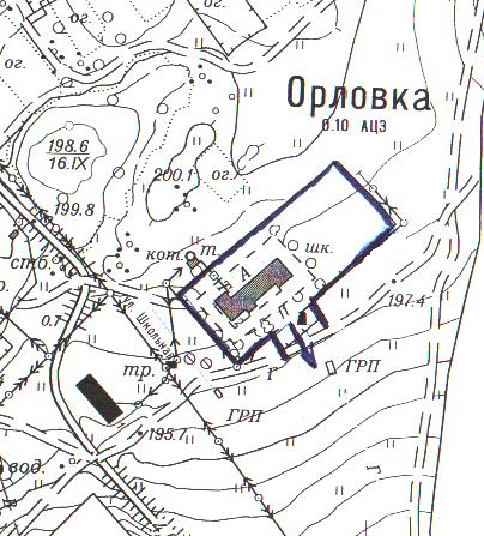 ог.
ог.
ог.
Орловка
0.10 АЦЗ
198.6
16.IX
200.1
ог.
199.8
кот.
т.
шк.
А
стб.
197.4
0.7
Школьная
тр.
ГРП
Г
ГРП
195.7
вод.
Г